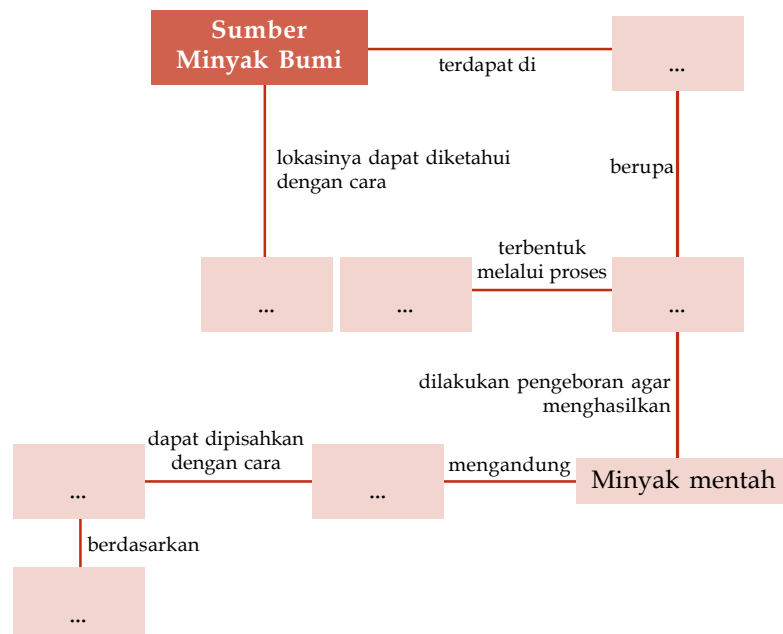 Sumber
Minyak Bumi
terdapat di
...
lokasinya dapat diketahui
dengan cara
berupa
...
...
terbentuk
melalui proses
...
dilakukan pengeboran agar
menghasilkan
...
dapat dipisahkan
dengan cara
...
mengandung
Minyak mentah
berdasarkan
...